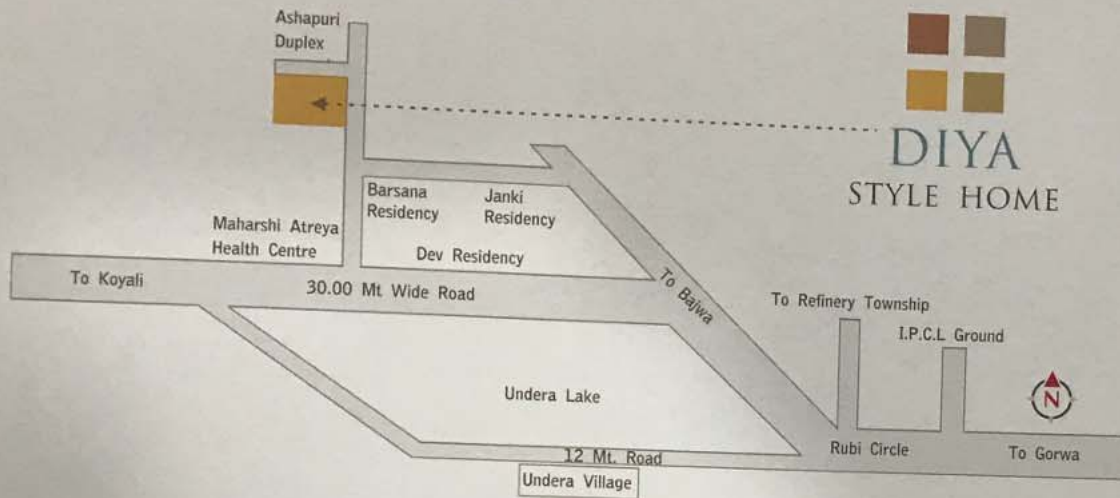 Ashapuri
Duplex
DIYA
STYLE HOME
Barsana
Residency
Janki
Residency
Maharshi Atreya
Health Centre
Dev Residency
To Koyali
30.00 Mt Wide Road
To Bajwa
To Refinery Township
I.P.C.L Ground
N
Undera Lake
Rubi Circle
To Gorwa
12 Mt. Road
Undera Village